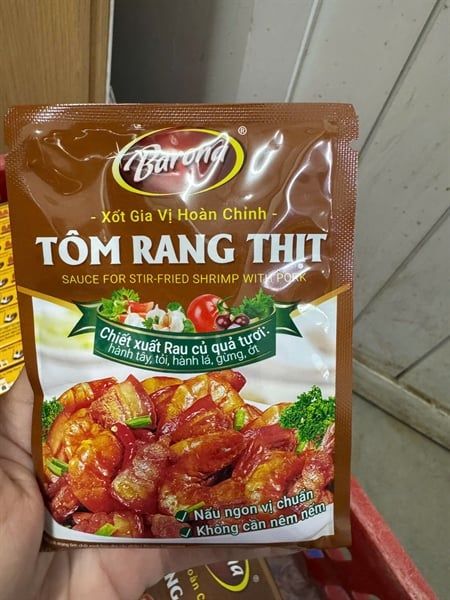 Barona
®
- Xốt Gia Vị Hoàn Chỉnh -
TÔM RANG THỊT
SAUCE FOR STIR-FRIED SHRIMP WITH PORK
Chiết xuất Rau củ quả tươi:
hành tây, tỏi, hành lá, gừng, ớt
Nấu ngon vị chuẩn
Không cần nêm nếm